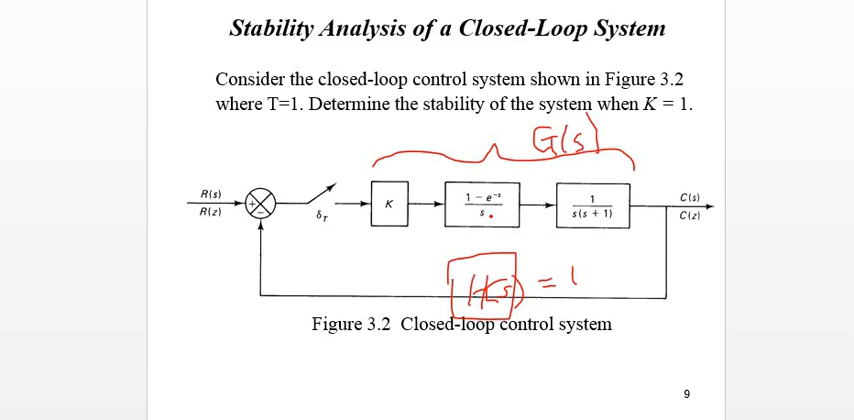 Stability Analysis of a Closed-Loop System
Consider the closed-loop control system shown in Figure 3.2
where T=1. Determine the stability of the system when K = 1.
G(s)
R(s)
R(z)
+
−
δT
K
1 − e⁻ˢ
s
1
s(s + 1)
C(s)
C(z)
H(s) = 1
Figure 3.2 Closed-loop control system
9